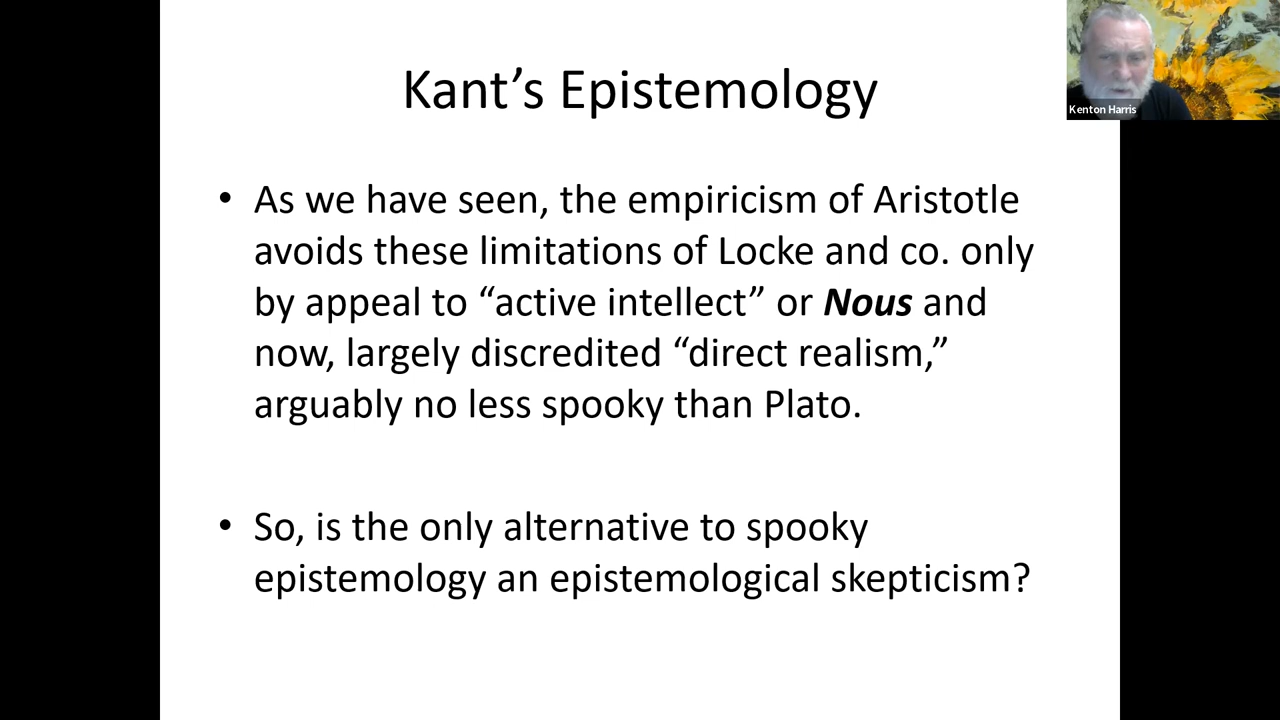 Kant’s Epistemology
Kenton Harris
• As we have seen, the empiricism of Aristotle
avoids these limitations of Locke and co. only
by appeal to “active intellect” or Nous and
now, largely discredited “direct realism,”
arguably no less spooky than Plato.
• So, is the only alternative to spooky
epistemology an epistemological skepticism?